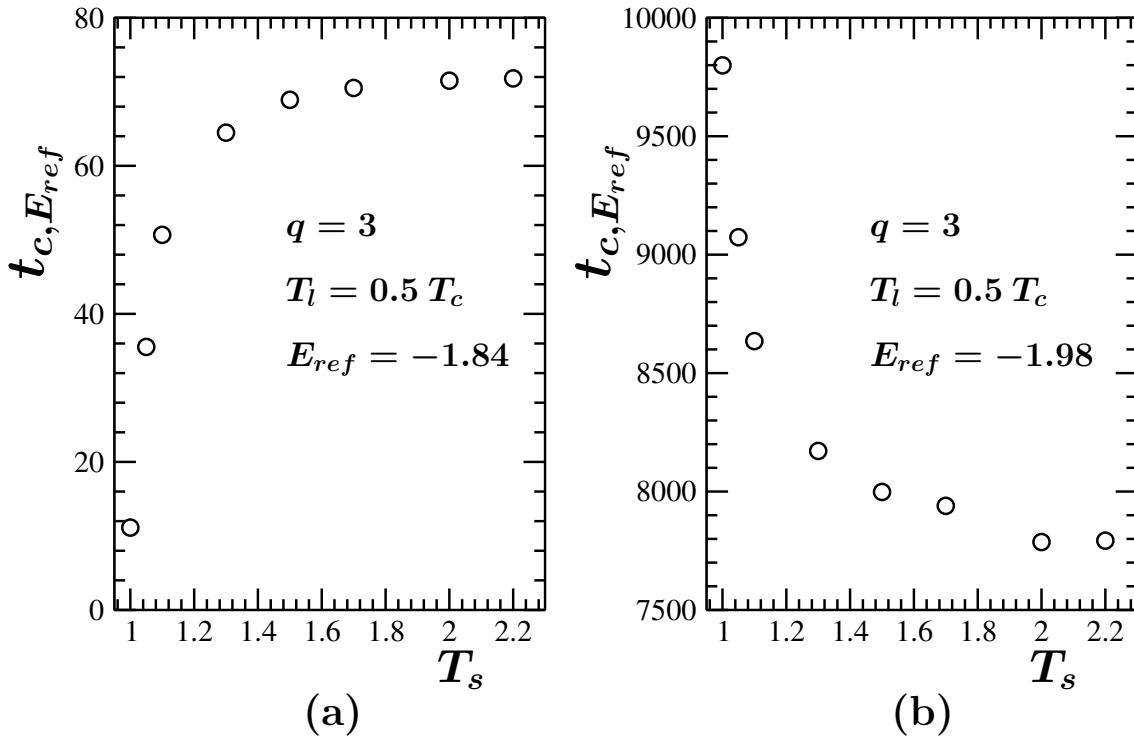 80
60
40
20
0
t_{c,E_{ref}}
q = 3
T_l = 0.5 T_c
E_{ref} = −1.84
1 1.2 1.4 1.6 1.8 2 2.2
T_s
(a)
10000
9500
9000
8500
8000
7500
t_{c,E_{ref}}
q = 3
T_l = 0.5 T_c
E_{ref} = −1.98
1 1.2 1.4 1.6 1.8 2 2.2
T_s
(b)